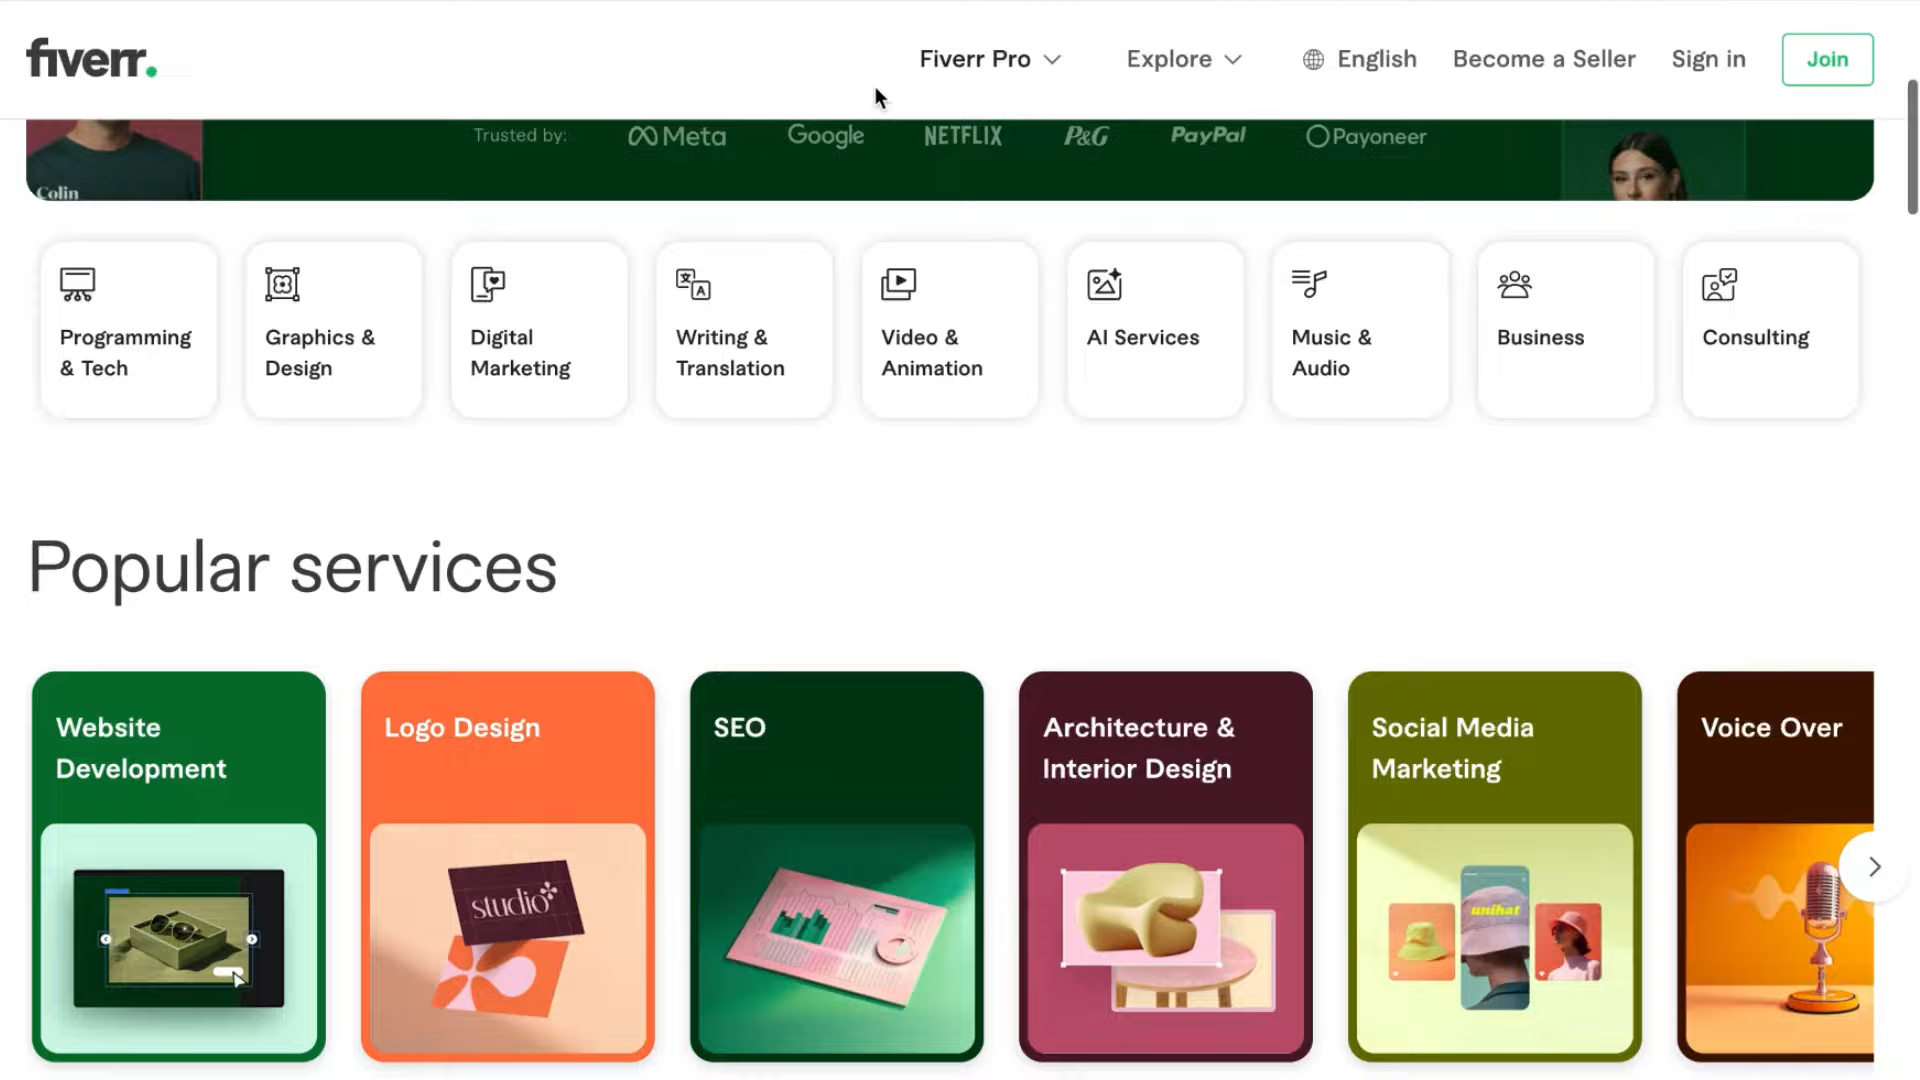 fiverr.
Fiverr Pro
Explore
English
Become a Seller
Sign in
Join
Trusted by:
Meta
Google
NETFLIX
P&G
PayPal
Payoneer
Colin
Programming
& Tech
Graphics &
Design
Digital
Marketing
Writing &
Translation
Video &
Animation
AI Services
Music &
Audio
Business
Consulting
Popular services
Website
Development
Logo Design
SEO
Architecture &
Interior Design
Social Media
Marketing
Voice Over
studio
unihat